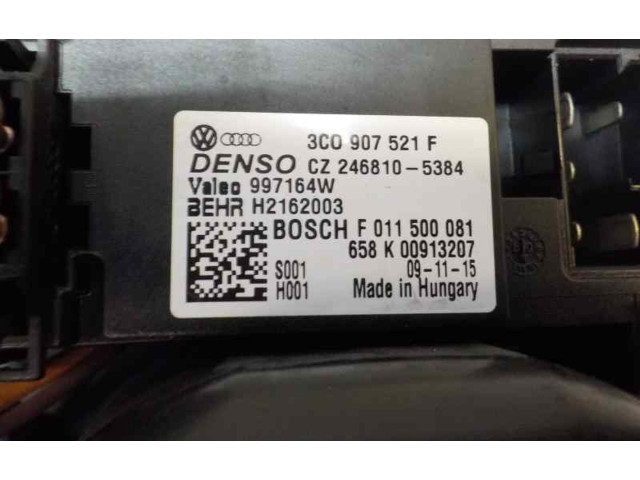 3C0 907 521 F
DENSO CZ 246810-5384
Valeo 997164W
BEHR H2162003
BOSCH F 011 500 081
658 K 00913207
S001 09-11-15
H001 Made in Hungary